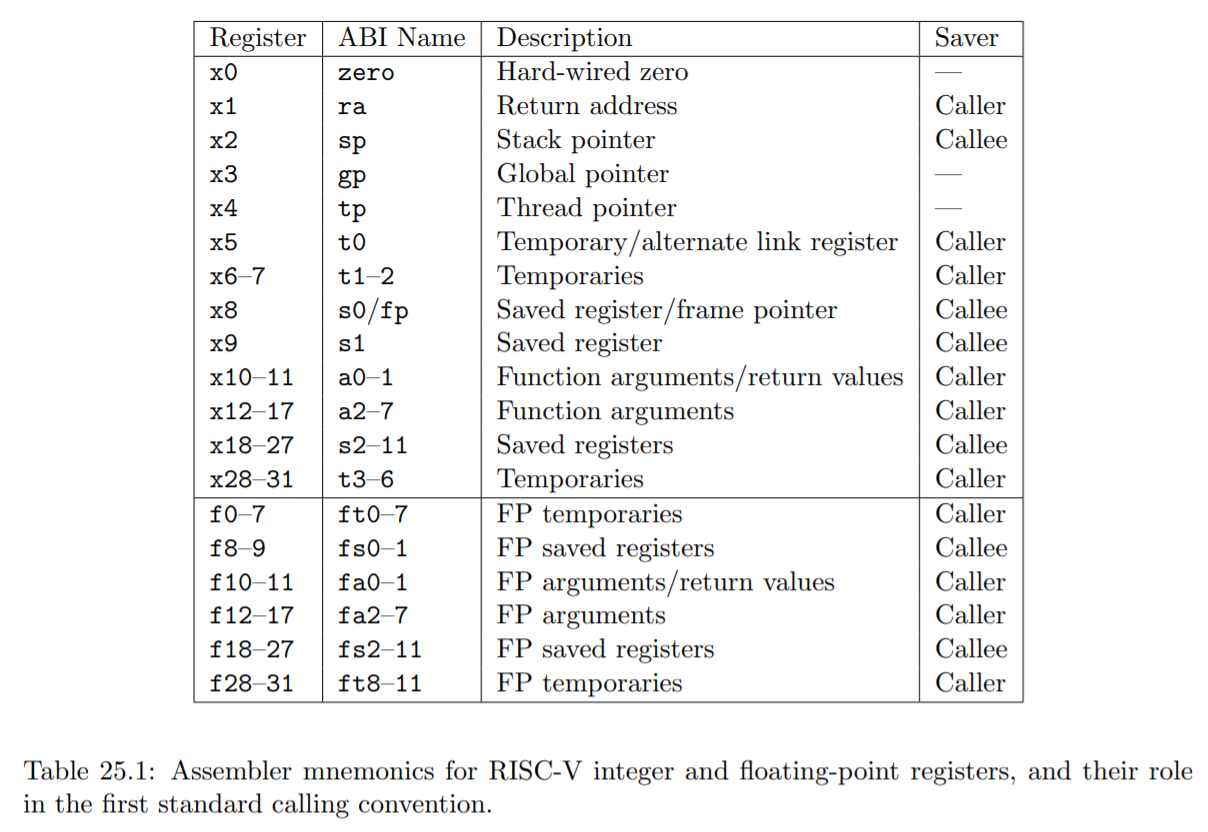 Register ABI Name Description Saver
x0 zero Hard-wired zero —
x1 ra Return address Caller
x2 sp Stack pointer Callee
x3 gp Global pointer —
x4 tp Thread pointer —
x5 t0 Temporary/alternate link register Caller
x6–7 t1–2 Temporaries Caller
x8 s0/fp Saved register/frame pointer Callee
x9 s1 Saved register Callee
x10–11 a0–1 Function arguments/return values Caller
x12–17 a2–7 Function arguments Caller
x18–27 s2–11 Saved registers Callee
x28–31 t3–6 Temporaries Caller
f0–7 ft0–7 FP temporaries Caller
f8–9 fs0–1 FP saved registers Callee
f10–11 fa0–1 FP arguments/return values Caller
f12–17 fa2–7 FP arguments Caller
f18–27 fs2–11 FP saved registers Callee
f28–31 ft8–11 FP temporaries Caller
Table 25.1: Assembler mnemonics for RISC-V integer and floating-point registers, and their role
in the first standard calling convention.